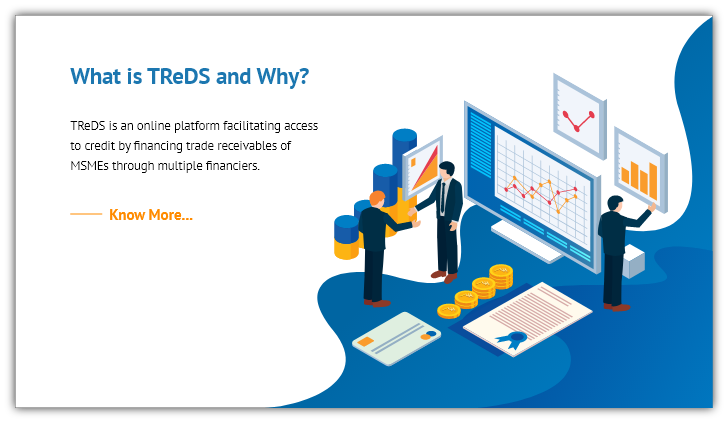 What is TReDS and Why?
TReDS is an online platform facilitating access
to credit by financing trade receivables of
MSMEs through multiple financiers.
Know More...